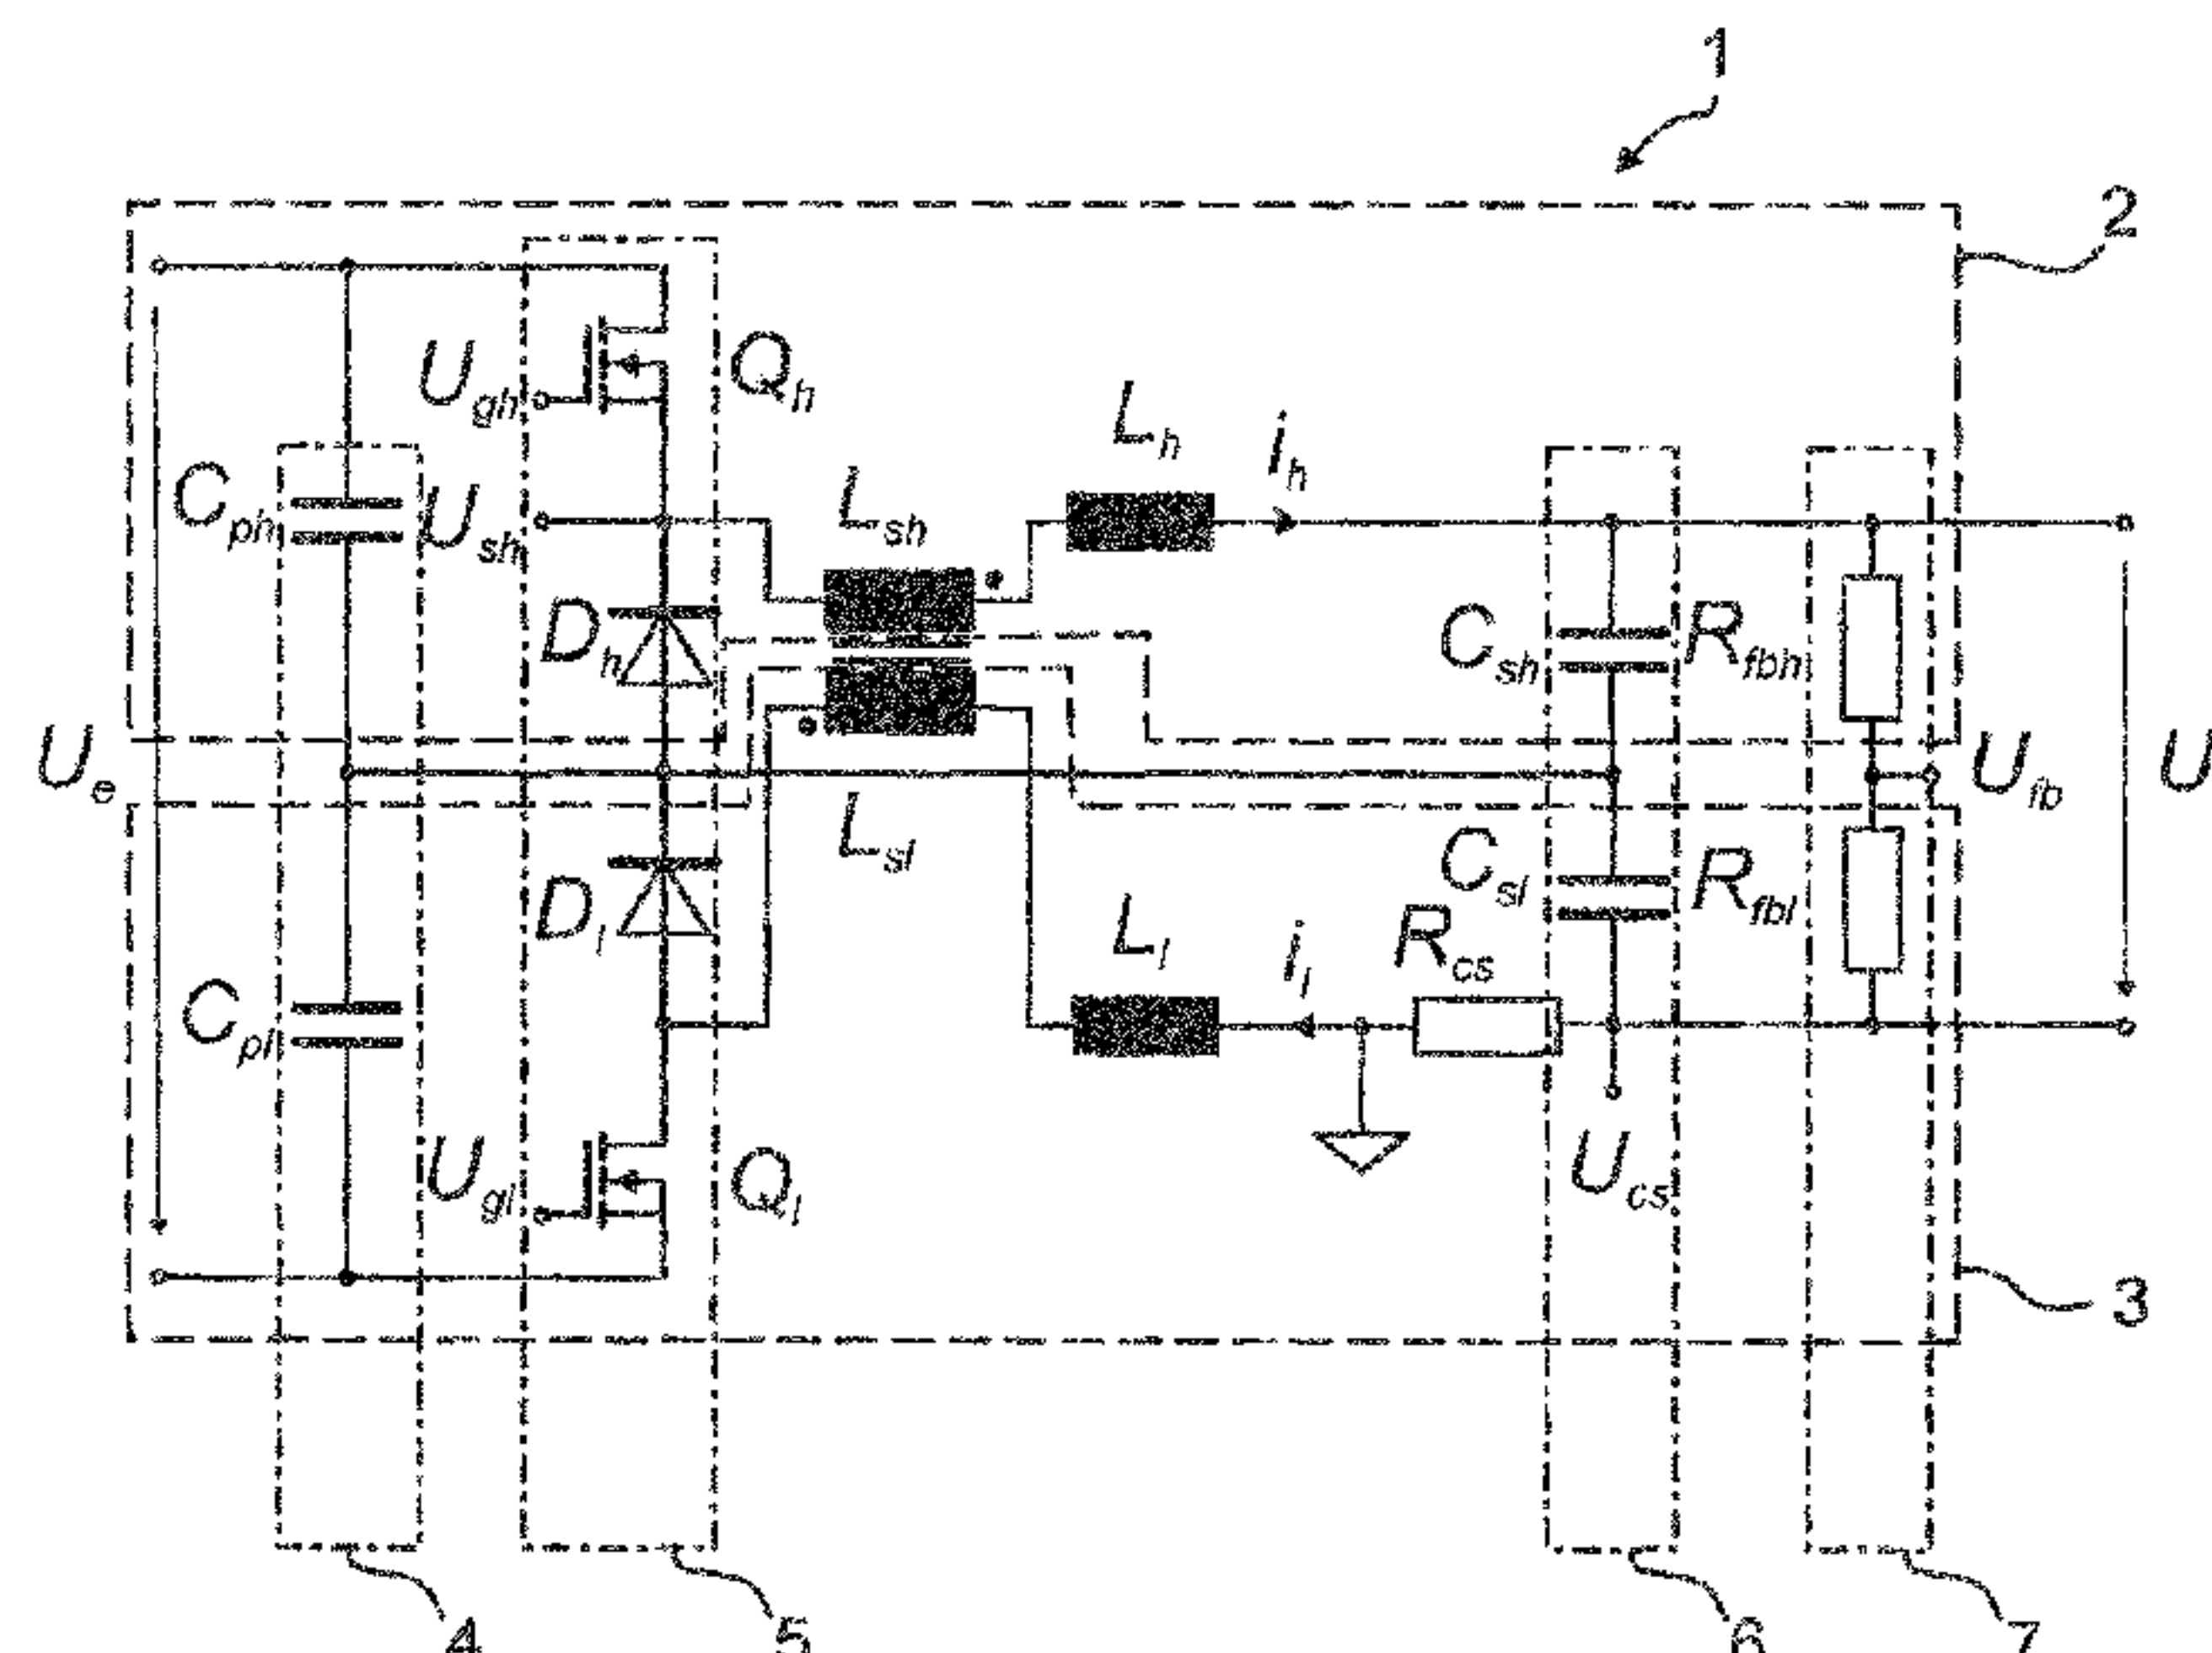 1
2
U_gh
Q_h
L_h
i_h
C_ph
U_sh
L_sh
D_h
C_sh
R_fbh
U_e
U_fb
U
L_sl
C_sl
R_fbl
D_l
L_l
i_l
R_cs
C_pl
U_gl
Q_l
U_cs
3
4
5
6
7